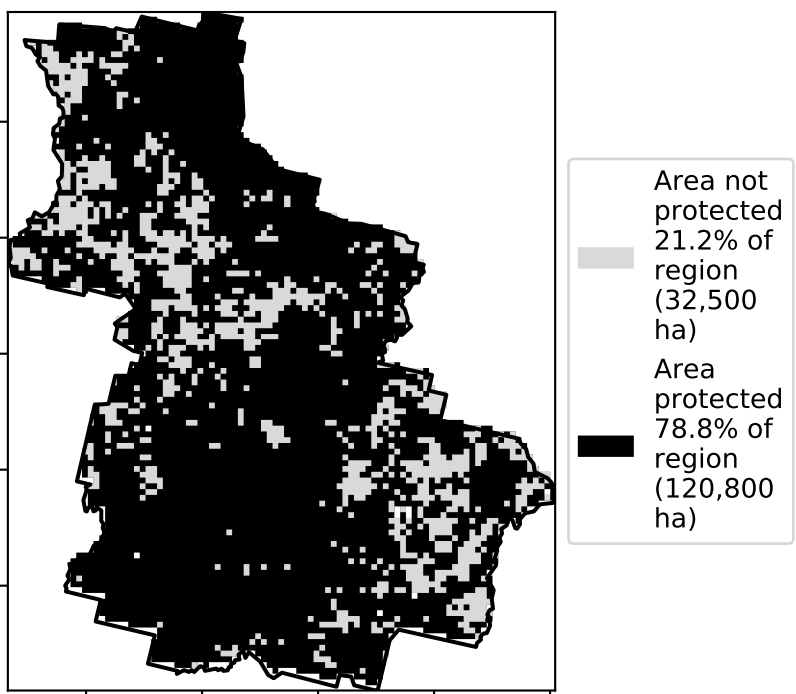 Area not
protected
21.2% of
region
(32,500
ha)
Area
protected
78.8% of
region
(120,800
ha)